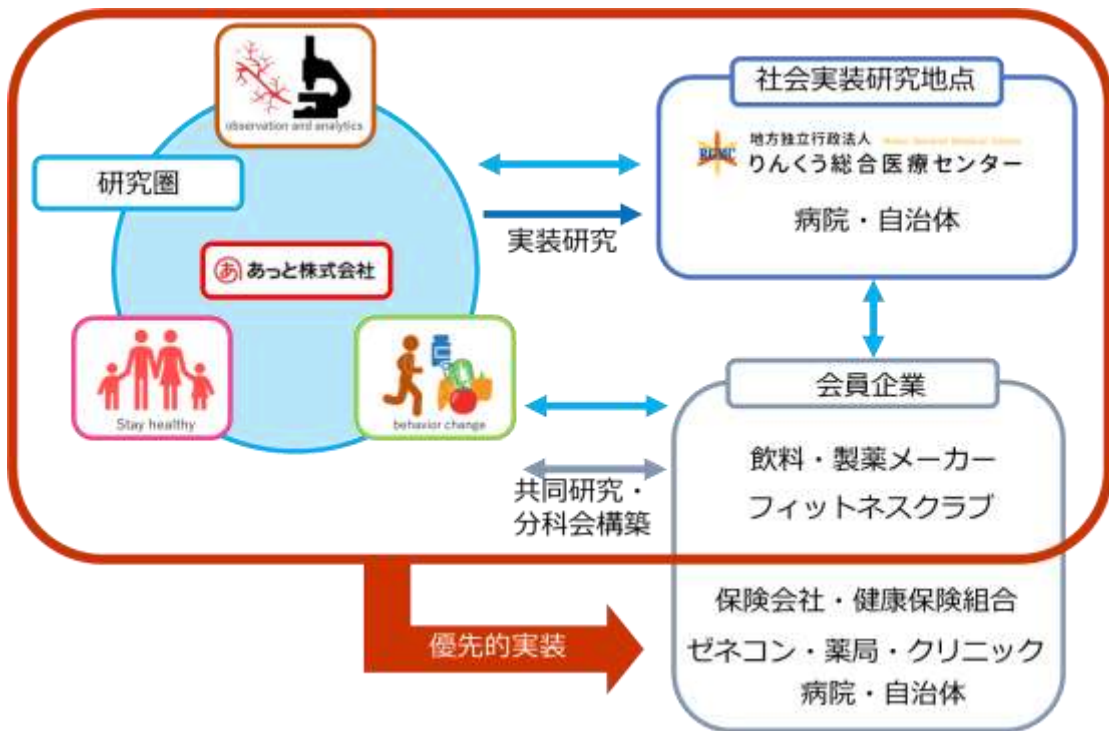 observation and analytics
研究圏
あ あっと株式会社
Stay healthy
behavior change
実装研究
社会実装研究地点
RGMC
地方独立行政法人
りんくう総合医療センター
病院・自治体
会員企業
飲料・製薬メーカー
フィットネスクラブ
共同研究・
分科会構築
保険会社・健康保険組合
ゼネコン・薬局・クリニック
病院・自治体
優先的実装